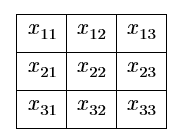 x₁₁ x₁₂ x₁₃
x₂₁ x₂₂ x₂₃
x₃₁ x₃₂ x₃₃